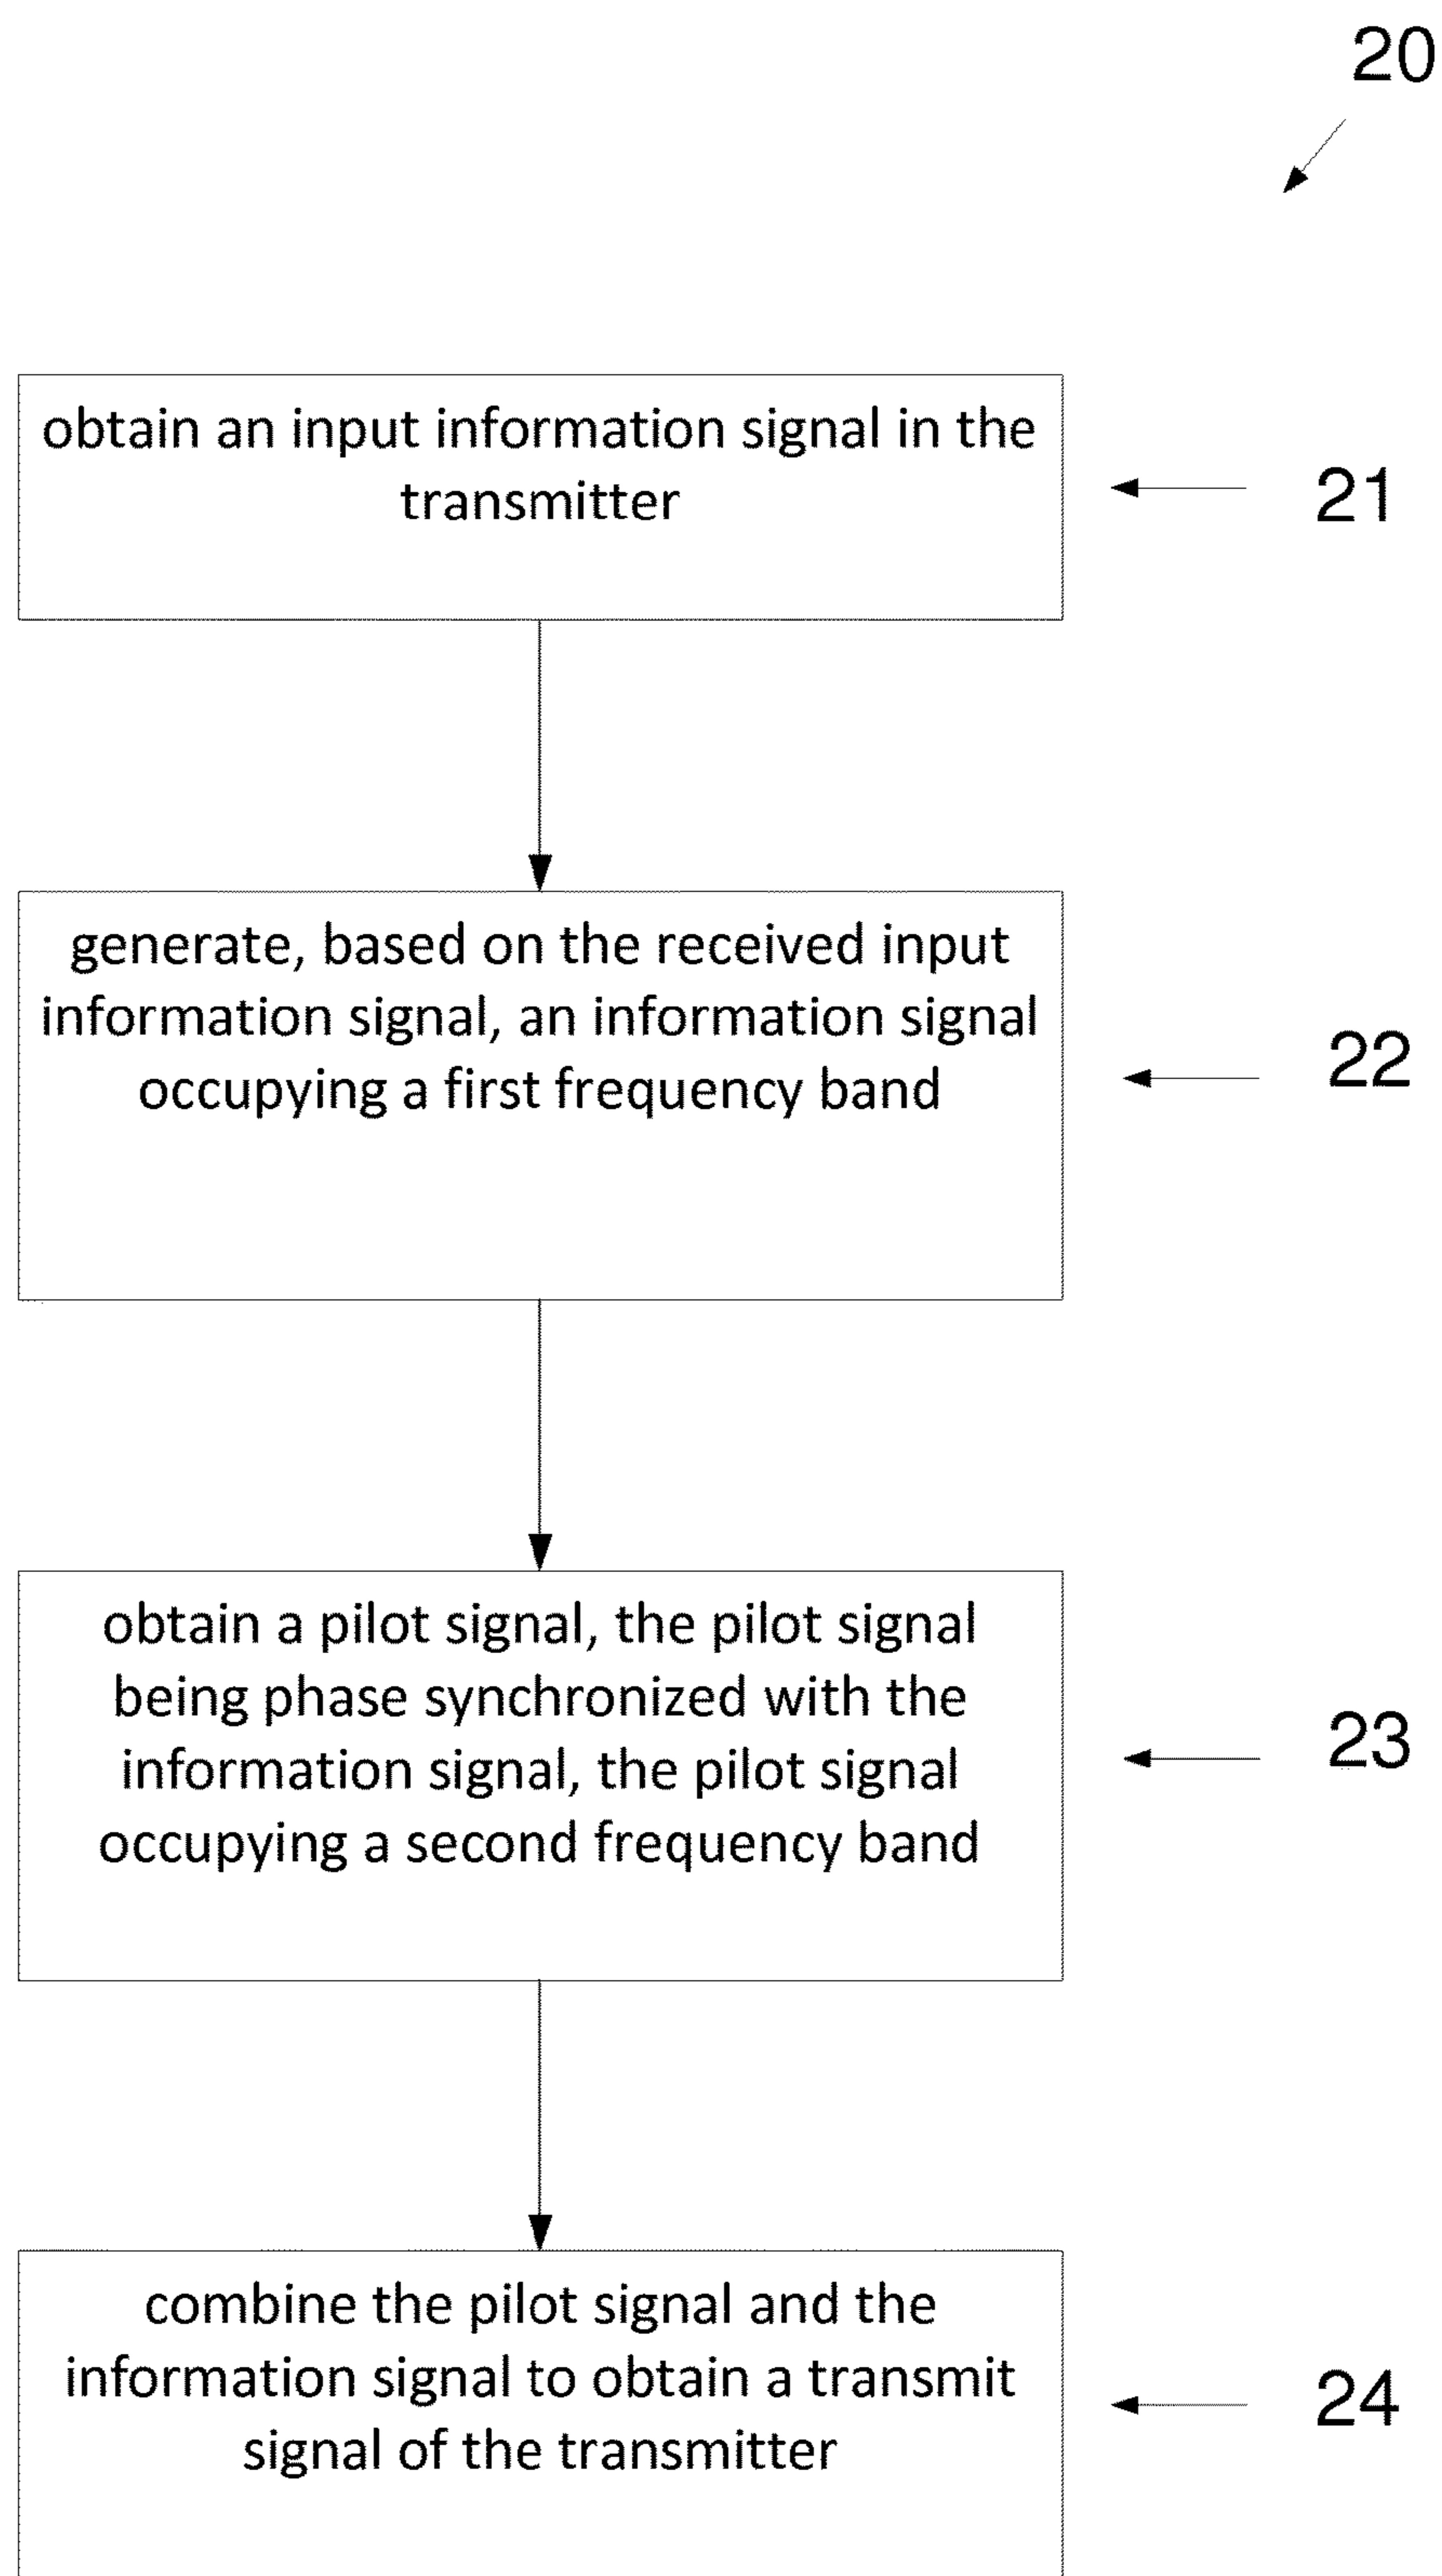 20
obtain an input information signal in the
transmitter
21
generate, based on the received input
information signal, an information signal
occupying a first frequency band
22
obtain a pilot signal, the pilot signal
being phase synchronized with the
information signal, the pilot signal
occupying a second frequency band
23
combine the pilot signal and the
information signal to obtain a transmit
signal of the transmitter
24